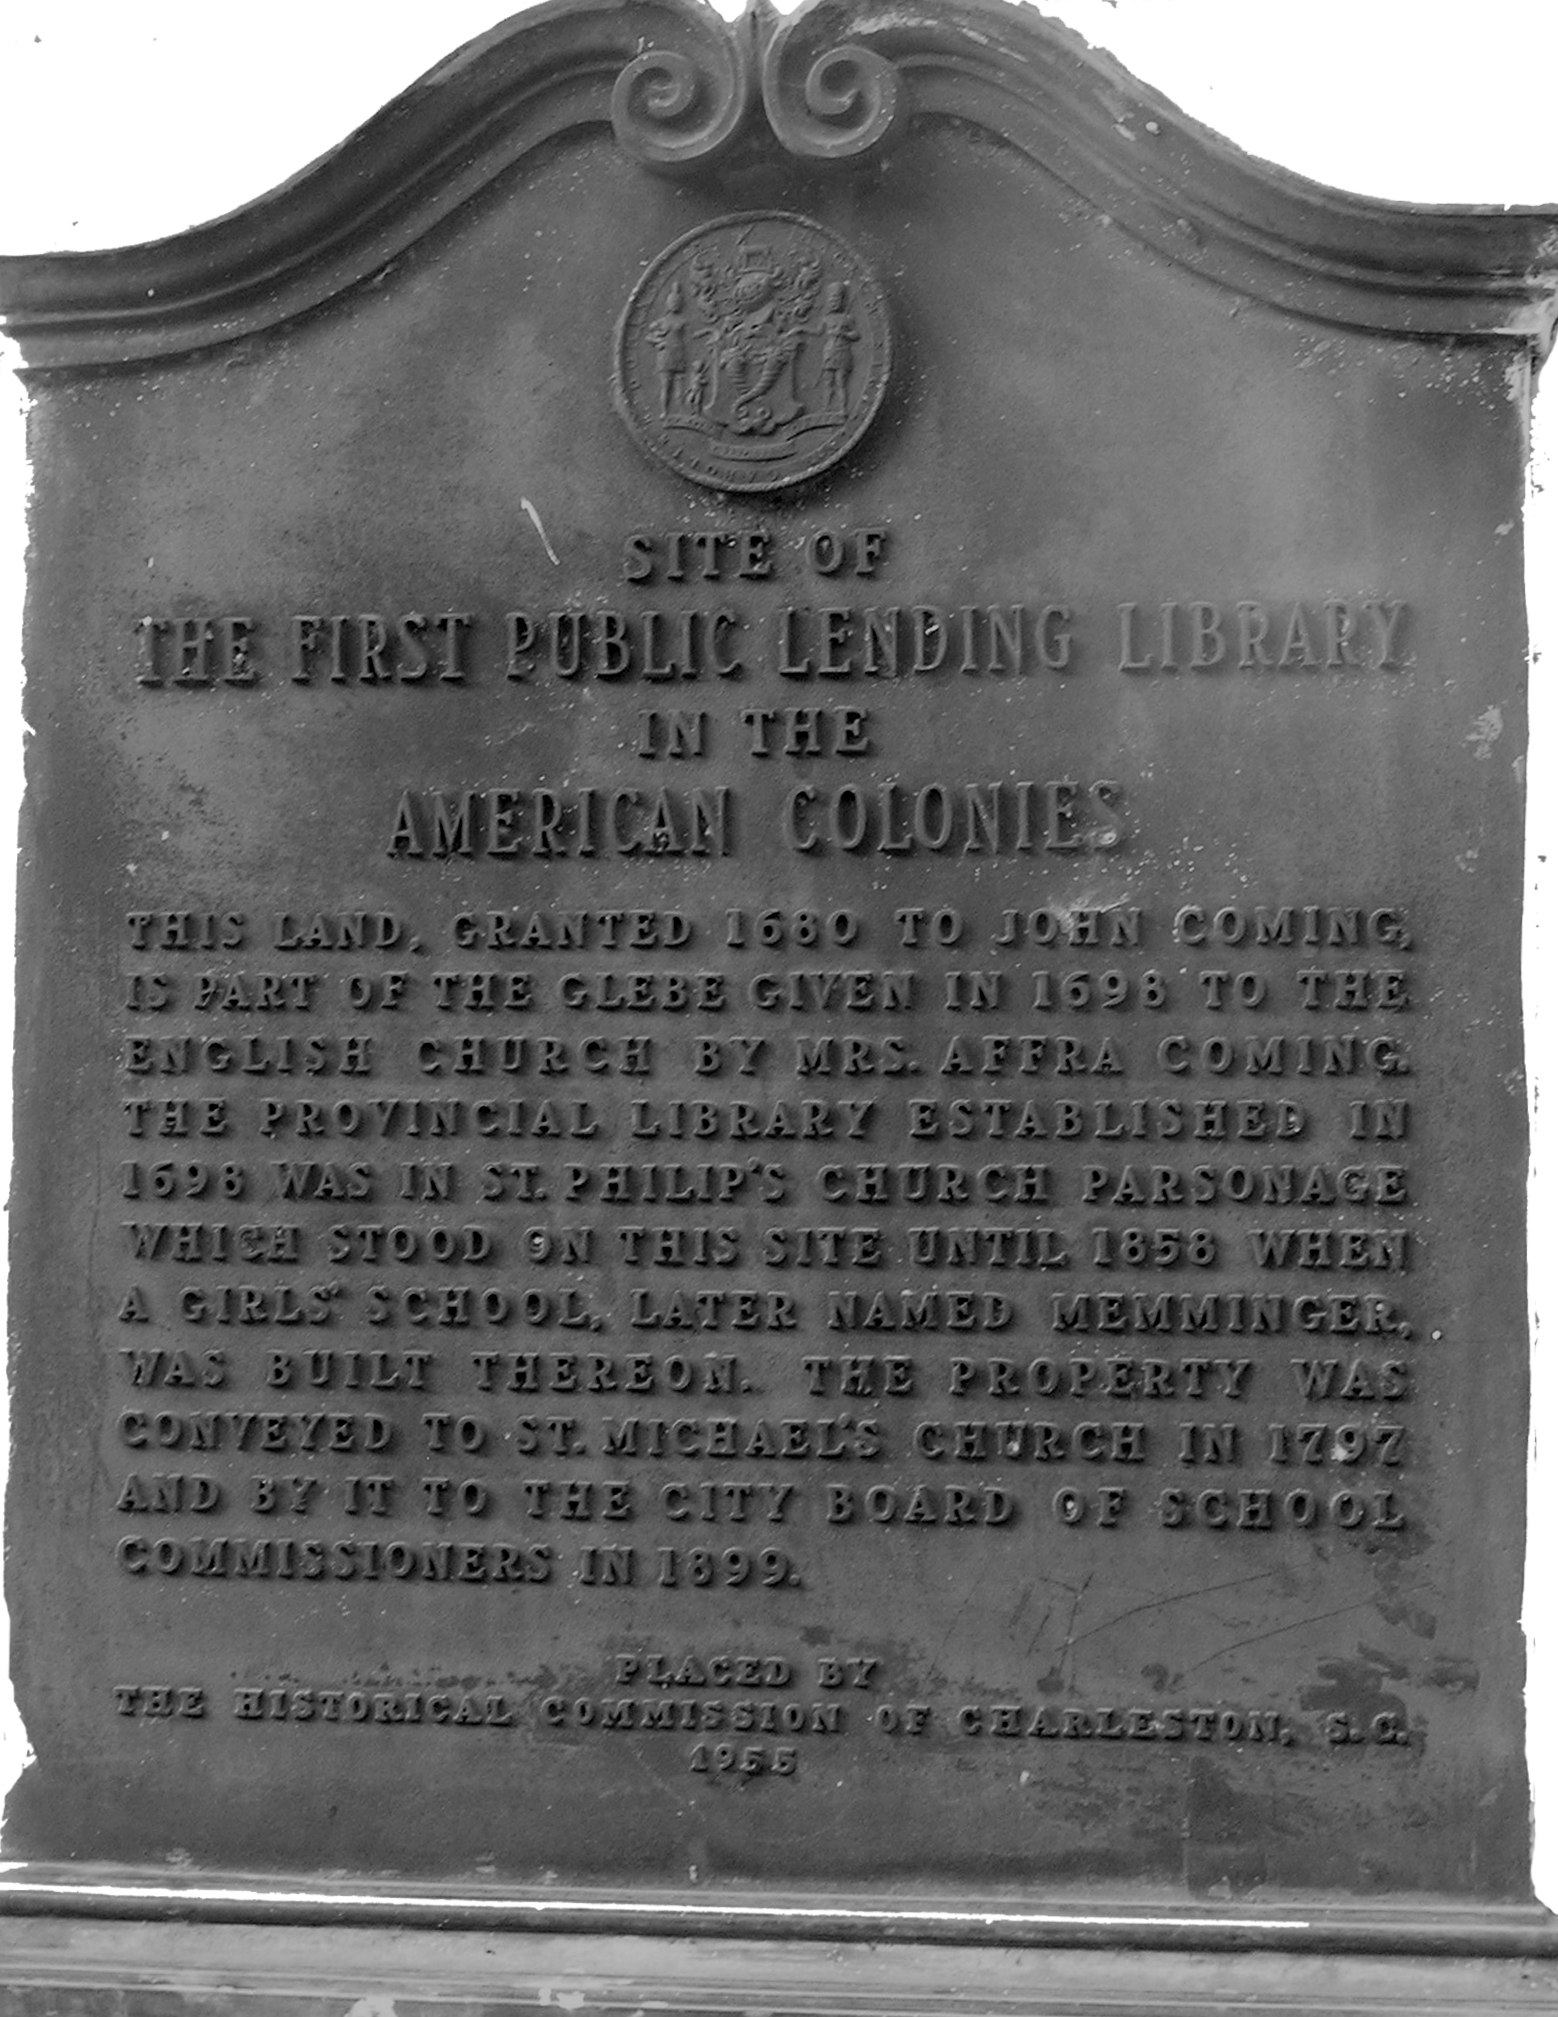 SITE OF
THE FIRST PUBLIC LENDING LIBRARY
IN THE
AMERICAN COLONIES
THIS LAND, GRANTED 1680 TO JOHN COMING,
IS PART OF THE GLEBE GIVEN IN 1698 TO THE
ENGLISH CHURCH BY MRS. AFFRA COMING.
THE PROVINCIAL LIBRARY ESTABLISHED IN
1698 WAS IN ST. PHILIP'S CHURCH PARSONAGE
WHICH STOOD ON THIS SITE UNTIL 1858 WHEN
A GIRLS' SCHOOL, LATER NAMED MEMMINGER,
WAS BUILT THEREON. THE PROPERTY WAS
CONVEYED TO ST. MICHAEL'S CHURCH IN 1797
AND BY IT TO THE CITY BOARD OF SCHOOL
COMMISSIONERS IN 1899.
PLACED BY
THE HISTORICAL COMMISSION OF CHARLESTON, S.C.
1955